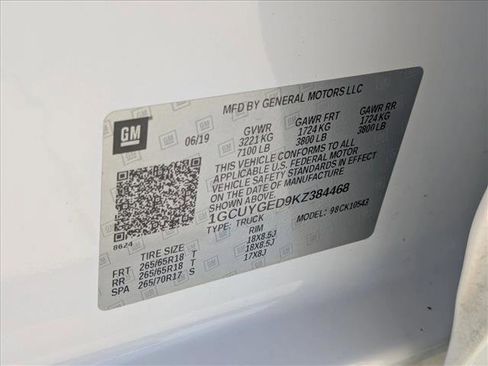 GM
MFD BY GENERAL MOTORS LLC
06/19 GVWR GAWR FRT GAWR RR
3221 KG 1724 KG 1724 KG
7100 LB 3800 LB 3800 LB
THIS VEHICLE CONFORMS TO ALL
APPLICABLE U.S. FEDERAL MOTOR
VEHICLE SAFETY STANDARDS IN
EFFECT ON THE DATE OF
MANUFACTURE SHOWN ABOVE.
1GCUYGED9KZ384468
TYPE: TRUCK MODEL: 98CK10543
8624
TIRE SIZE RIM
FRT 265/65R18 T 18X8.5J
RR 265/65R18 T 18X8.5J
SPA 265/70R17 S 17X8J